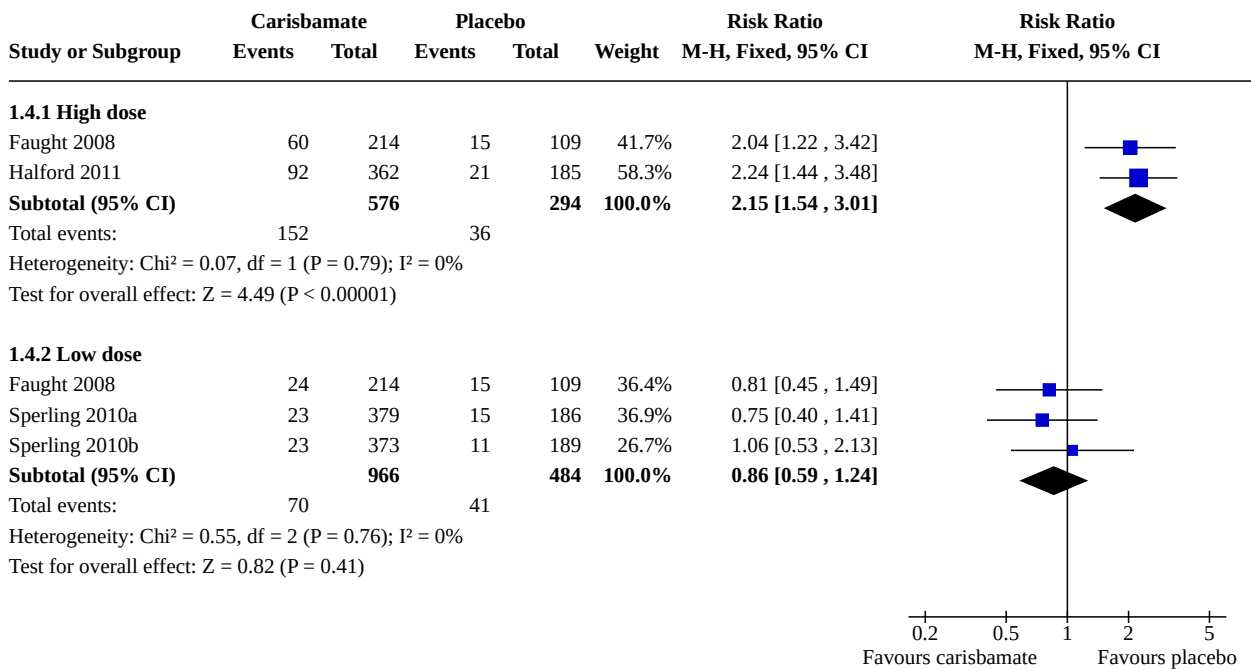 Carisbamate Placebo Risk Ratio Risk Ratio
Study or Subgroup Events Total Events Total Weight M-H, Fixed, 95% CI M-H, Fixed, 95% CI
1.4.1 High dose
Faught 2008 60 214 15 109 41.7% 2.04 [1.22 , 3.42]
Halford 2011 92 362 21 185 58.3% 2.24 [1.44 , 3.48]
Subtotal (95% CI) 576 294 100.0% 2.15 [1.54 , 3.01]
Total events: 152 36
Heterogeneity: Chi² = 0.07, df = 1 (P = 0.79); I² = 0%
Test for overall effect: Z = 4.49 (P < 0.00001)
1.4.2 Low dose
Faught 2008 24 214 15 109 36.4% 0.81 [0.45 , 1.49]
Sperling 2010a 23 379 15 186 36.9% 0.75 [0.40 , 1.41]
Sperling 2010b 23 373 11 189 26.7% 1.06 [0.53 , 2.13]
Subtotal (95% CI) 966 484 100.0% 0.86 [0.59 , 1.24]
Total events: 70 41
Heterogeneity: Chi² = 0.55, df = 2 (P = 0.76); I² = 0%
Test for overall effect: Z = 0.82 (P = 0.41)
0.2 0.5 1 2 5
Favours carisbamate Favours placebo